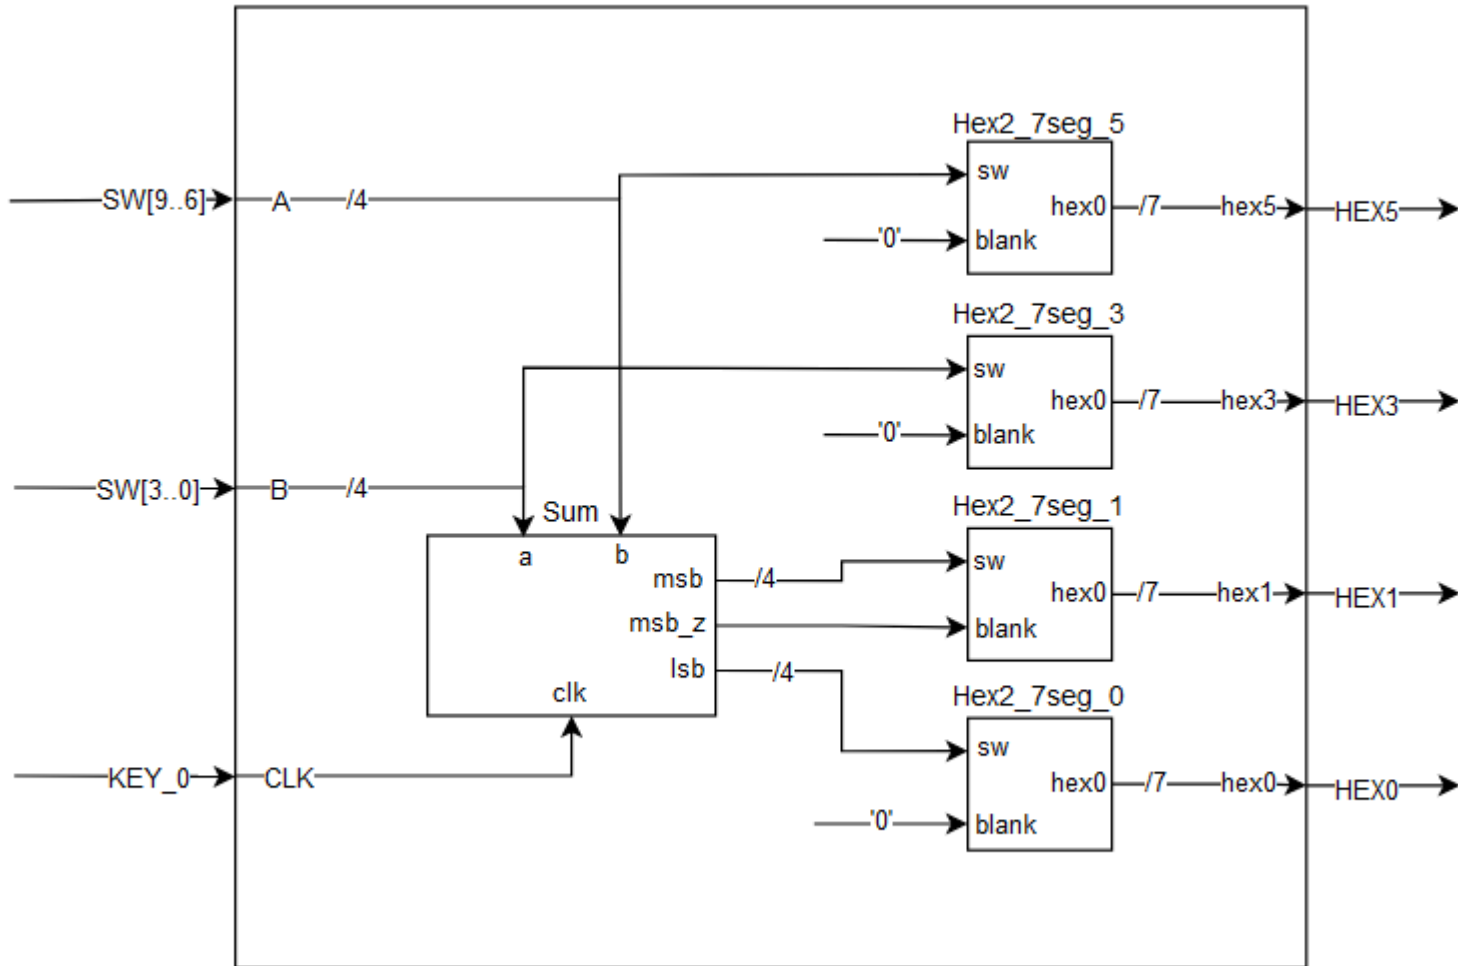 Hex2_7seg_5
sw
SW[9..6] A /4 hex0 /7 hex5 HEX5
'0' blank
Hex2_7seg_3
sw
hex0 /7 hex3 HEX3
'0' blank
SW[3..0] B /4
Sum
Hex2_7seg_1
a b
sw
msb /4
hex0 /7 hex1 HEX1
msb_z blank
lsb /4
clk
Hex2_7seg_0
sw
KEY_0 CLK hex0 /7 hex0 HEX0
'0' blank